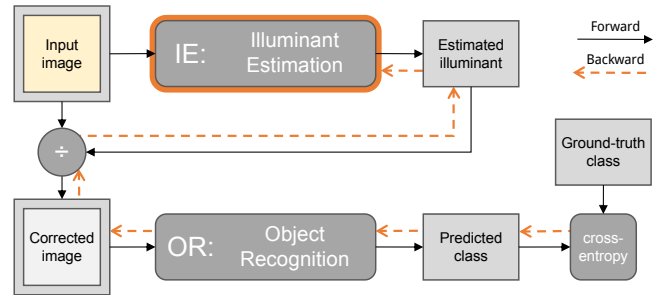 Input
image
IE:
Illuminant
Estimation
Estimated
illuminant
Forward
Backward
÷
Ground-truth
class
Corrected
image
OR:
Object
Recognition
Predicted
class
cross-
entropy